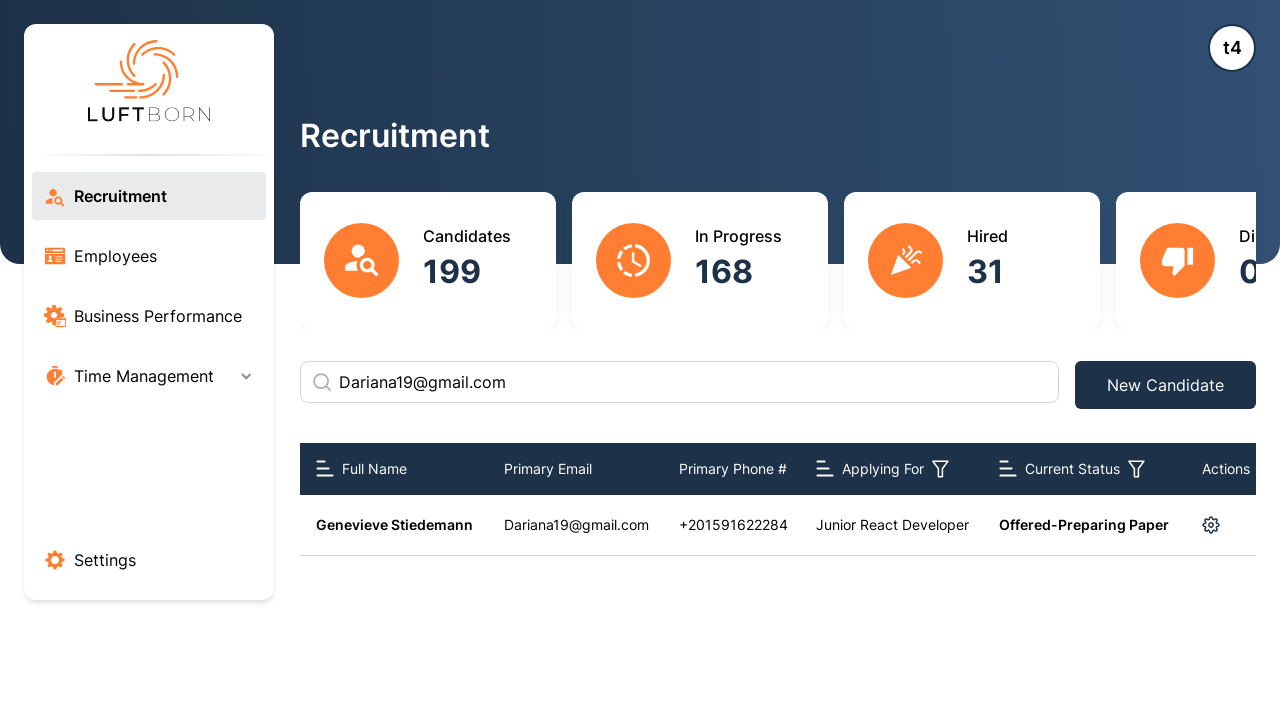 LUFTBORN
Recruitment
Employees
Business Performance
Time Management
Settings
t4
Recruitment
Candidates
199
In Progress
168
Hired
31
Di
0
Dariana19@gmail.com
New Candidate
Full Name Primary Email Primary Phone # Applying For Current Status Actions
Genevieve Stiedemann Dariana19@gmail.com +201591622284 Junior React Developer Offered-Preparing Paper